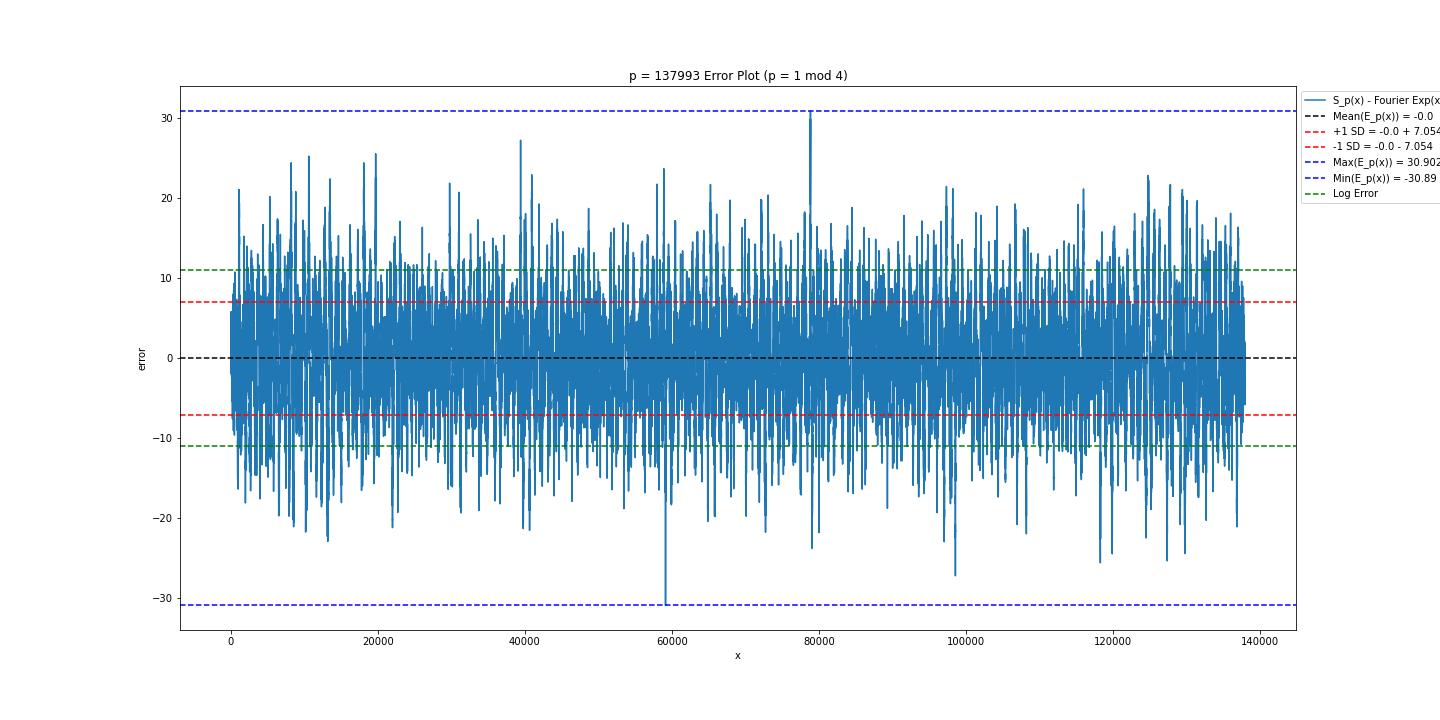 p = 137993 Error Plot (p = 1 mod 4)
S_p(x) - Fourier Exp(x
Mean(E_p(x)) = -0.0
+1 SD = -0.0 + 7.054
-1 SD = -0.0 - 7.054
Max(E_p(x)) = 30.902
Min(E_p(x)) = -30.89
Log Error
30
20
10
0
−10
−20
−30
error
0 20000 40000 60000 80000 100000 120000 140000
x